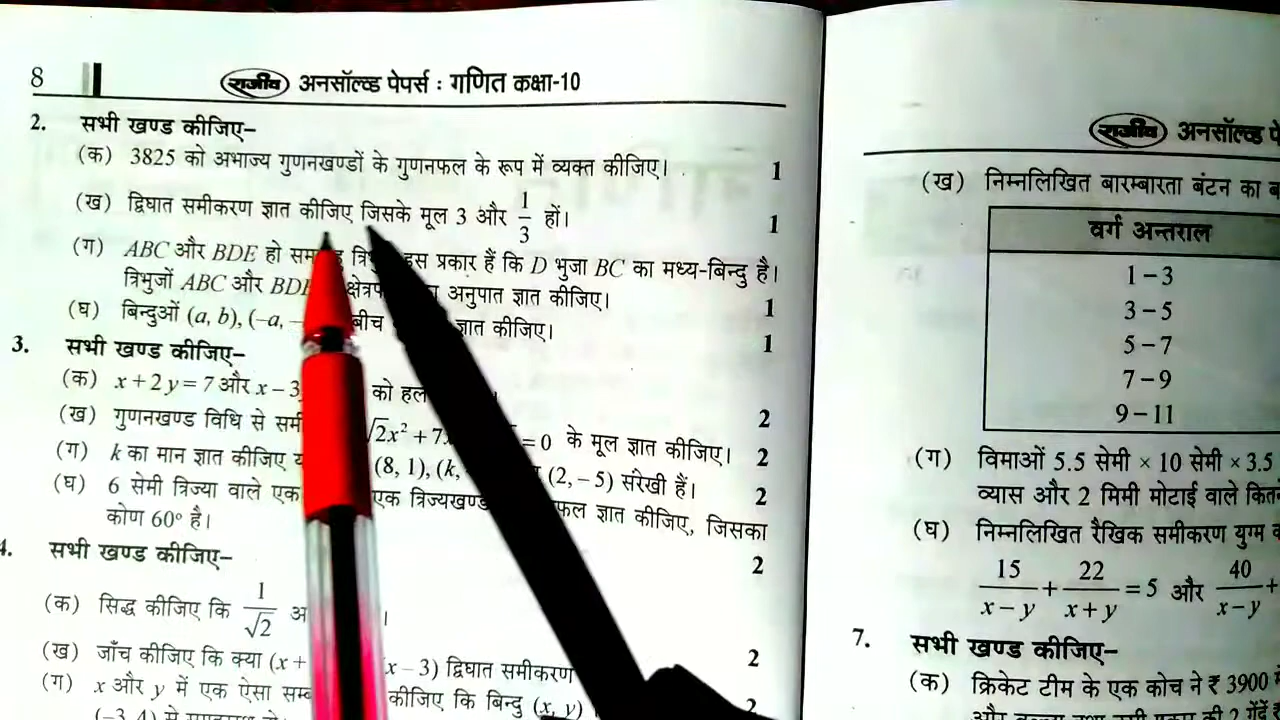 8
राजीव अनसॉल्व्ड पेपर्स : गणित कक्षा-10
2. सभी खण्ड कीजिए–
(क) 3825 को अभाज्य गुणनखण्डों के गुणनफल के रूप में व्यक्त कीजिए। 1
(ख) द्विघात समीकरण ज्ञात कीजिए जिसके मूल 3 और 1/3 हों। 1
(ग) ABC और BDE हो इस प्रकार हैं कि D भुजा BC का मध्य-बिन्दु है।
त्रिभुजों ABC और अनुपात ज्ञात कीजिए। 1
(घ) बिन्दुओं (a, b), (–a, बीच ज्ञात कीजिए। 1
3. सभी खण्ड कीजिए–
(क) x + 2y = 7 और x – 3 को हल
(ख) गुणनखण्ड विधि से √2x² + 7 = 0 के मूल ज्ञात कीजिए। 2
(ग) k का मान ज्ञात कीजिए (8, 1), (k, (2, – 5) संरेखी हैं। 2
(घ) 6 सेमी त्रिज्या वाले एक एक त्रिज्यखण्ड ज्ञात कीजिए, जिसका 2
कोण 60° है।
4. सभी खण्ड कीजिए– 2
(क) सिद्ध कीजिए कि 1/√2
(ख) जाँच कीजिए कि क्या (x + (x – 3) द्विघात समीकरण 2
(ग) x और y में एक ऐसा कीजिए कि बिन्दु (x, y)
(–3, 4) से
राजीव अनसॉल्व्ड
(ख) निम्नलिखित बारम्बारता बंटन का
वर्ग अन्तराल
1 – 3
3 – 5
5 – 7
7 – 9
9 – 11
(ग) विमाओं 5.5 सेमी × 10 सेमी × 3.5
व्यास और 2 मिमी मोटाई वाले
(घ) निम्नलिखित रैखिक समीकरण युग्म
15/(x – y) + 22/(x + y) = 5 और 40/(x – y) +
7. सभी खण्ड कीजिए–
(क) क्रिकेट टीम के एक कोच ने ₹ 3900